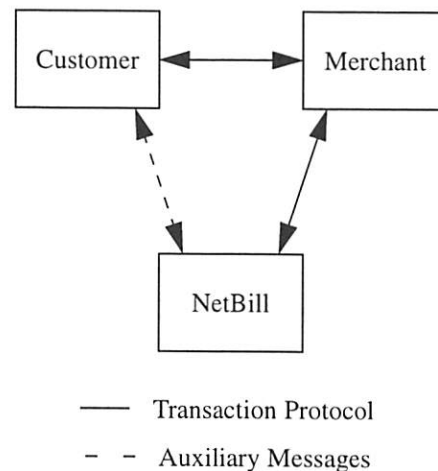 Customer
Merchant
NetBill
Transaction Protocol
Auxiliary Messages